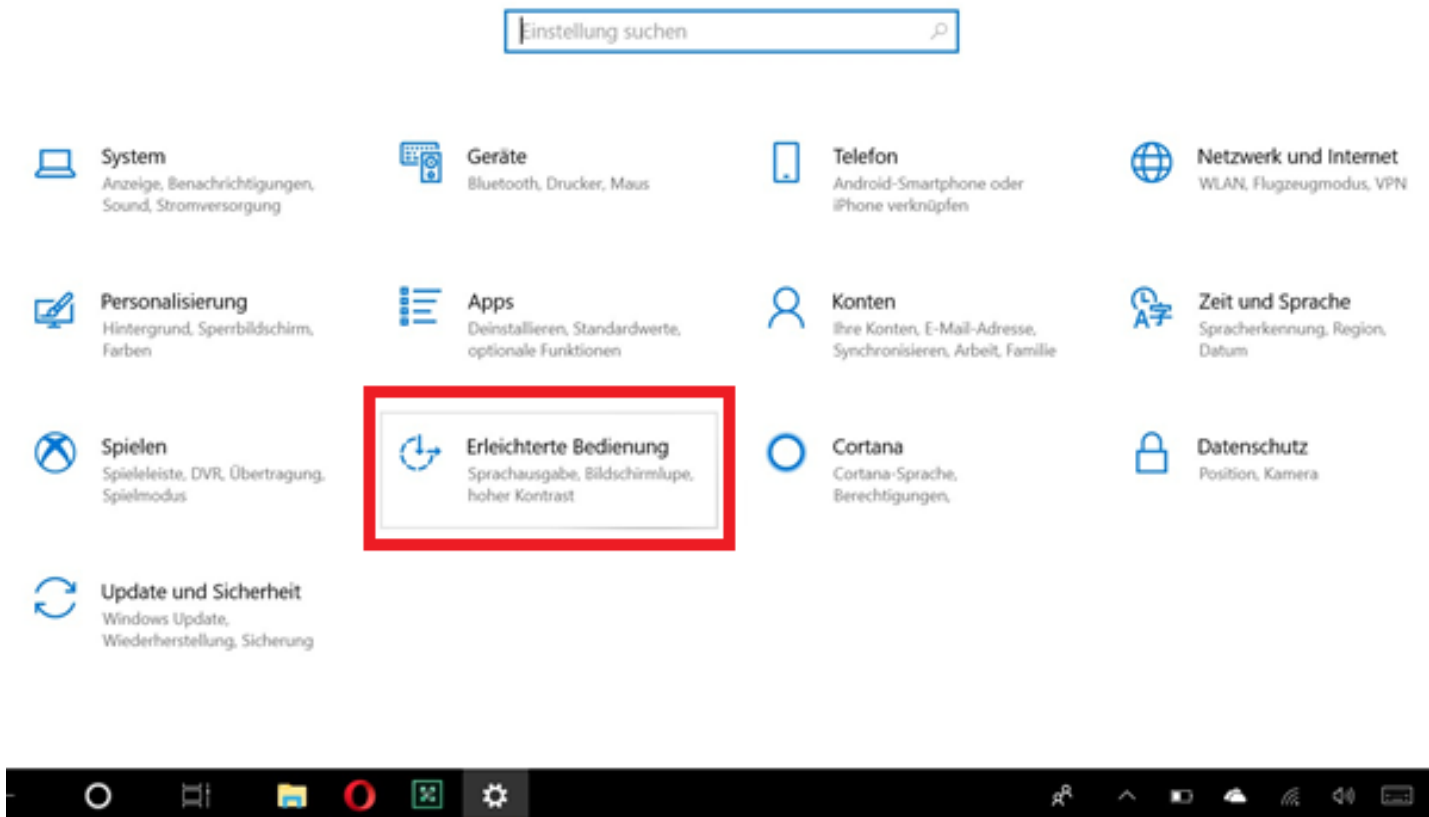 Einstellung suchen
System
Anzeige, Benachrichtigungen,
Sound, Stromversorgung
Geräte
Bluetooth, Drucker, Maus
Telefon
Android-Smartphone oder
iPhone verknüpfen
Netzwerk und Internet
WLAN, Flugzeugmodus, VPN
Personalisierung
Hintergrund, Sperrbildschirm,
Farben
Apps
Deinstallieren, Standardwerte,
optionale Funktionen
Konten
Ihre Konten, E-Mail-Adresse,
Synchronisieren, Arbeit, Familie
Zeit und Sprache
Spracherkennung, Region,
Datum
Spielen
Spieleleiste, DVR, Übertragung,
Spielmodus
Erleichterte Bedienung
Sprachausgabe, Bildschirmlupe,
hoher Kontrast
Cortana
Cortana-Sprache,
Berechtigungen,
Datenschutz
Position, Kamera
Update und Sicherheit
Windows Update,
Wiederherstellung, Sicherung